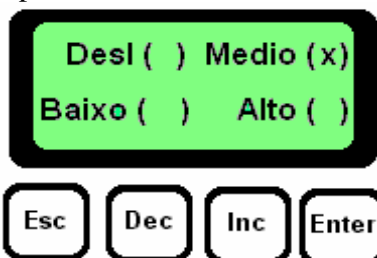 Desl ( ) Medio (x)
Baixo ( ) Alto ( )
Esc Dec Inc Enter